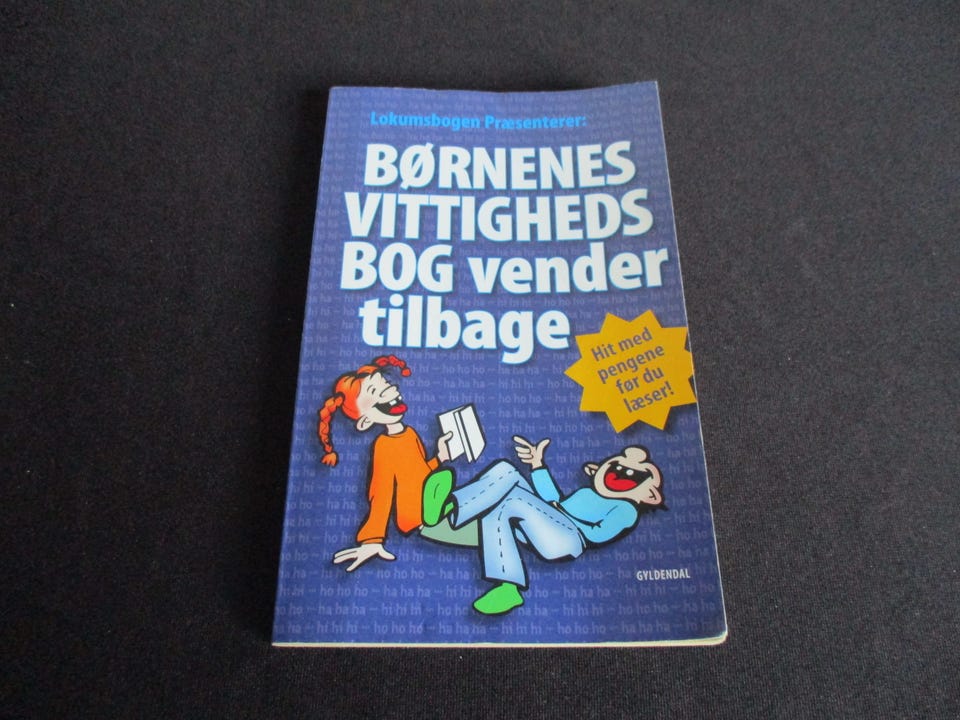 Lokumsbogen Præsenterer:
BØRNENES
VITTIGHEDS
BOG vender
tilbage
Hit med
pengene
før du
læser!
GYLDENDAL